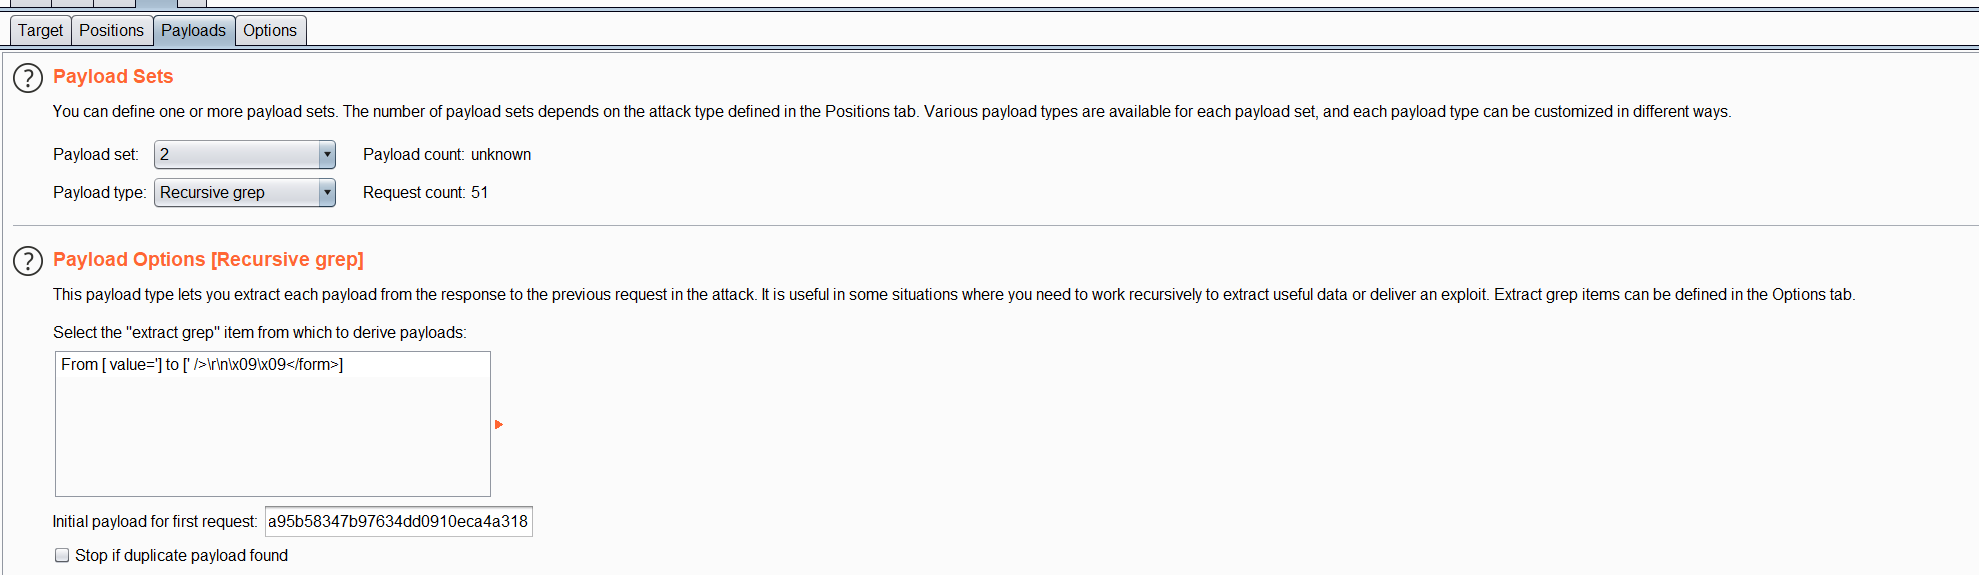 Target Positions Payloads Options
? Payload Sets
You can define one or more payload sets. The number of payload sets depends on the attack type defined in the Positions tab. Various payload types are available for each payload set, and each payload type can be customized in different ways.
Payload set: 2 Payload count: unknown
Payload type: Recursive grep Request count: 51
? Payload Options [Recursive grep]
This payload type lets you extract each payload from the response to the previous request in the attack. It is useful in some situations where you need to work recursively to extract useful data or deliver an exploit. Extract grep items can be defined in the Options tab.
Select the "extract grep" item from which to derive payloads:
From [ value='] to [' />\r\n\x09\x09</form>]
Initial payload for first request: a95b58347b97634dd0910eca4a318
Stop if duplicate payload found